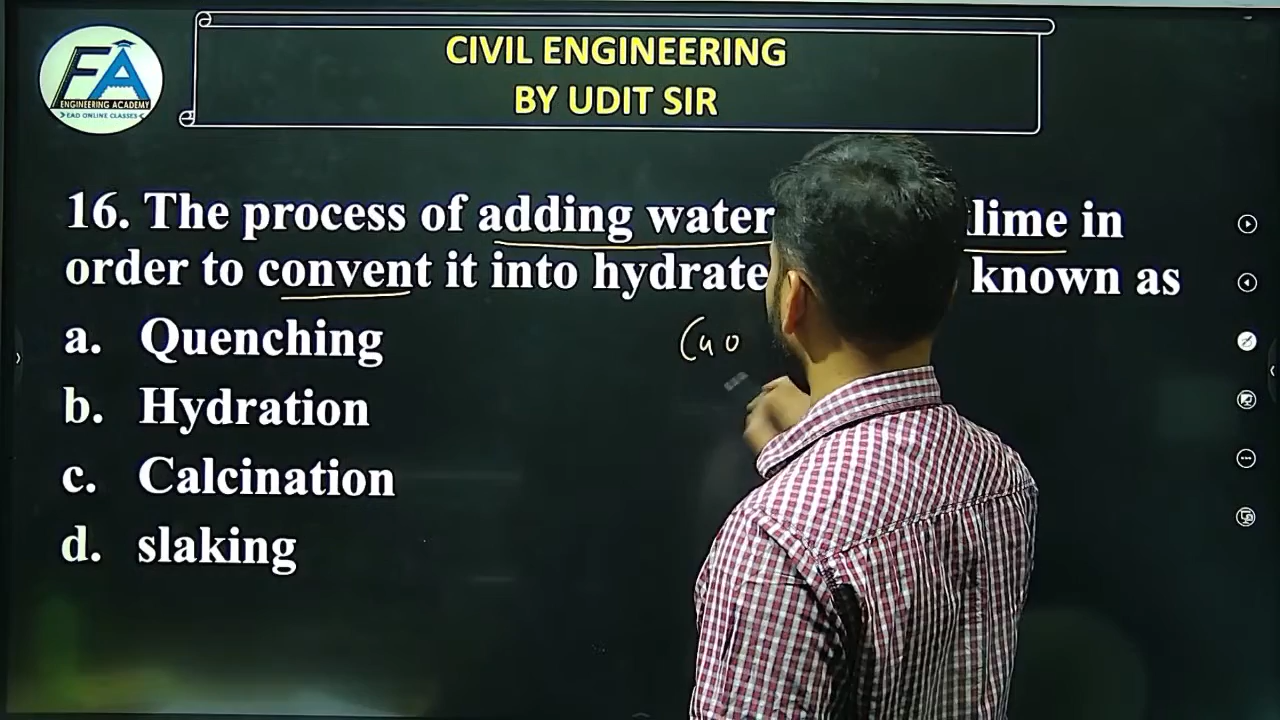 FA
ENGINEERING ACADEMY
EAD ONLINE CLASSES
CIVIL ENGINEERING
BY UDIT SIR
16. The process of adding water lime in
order to convent it into hydrate known as
CaO
a. Quenching
b. Hydration
c. Calcination
d. slaking